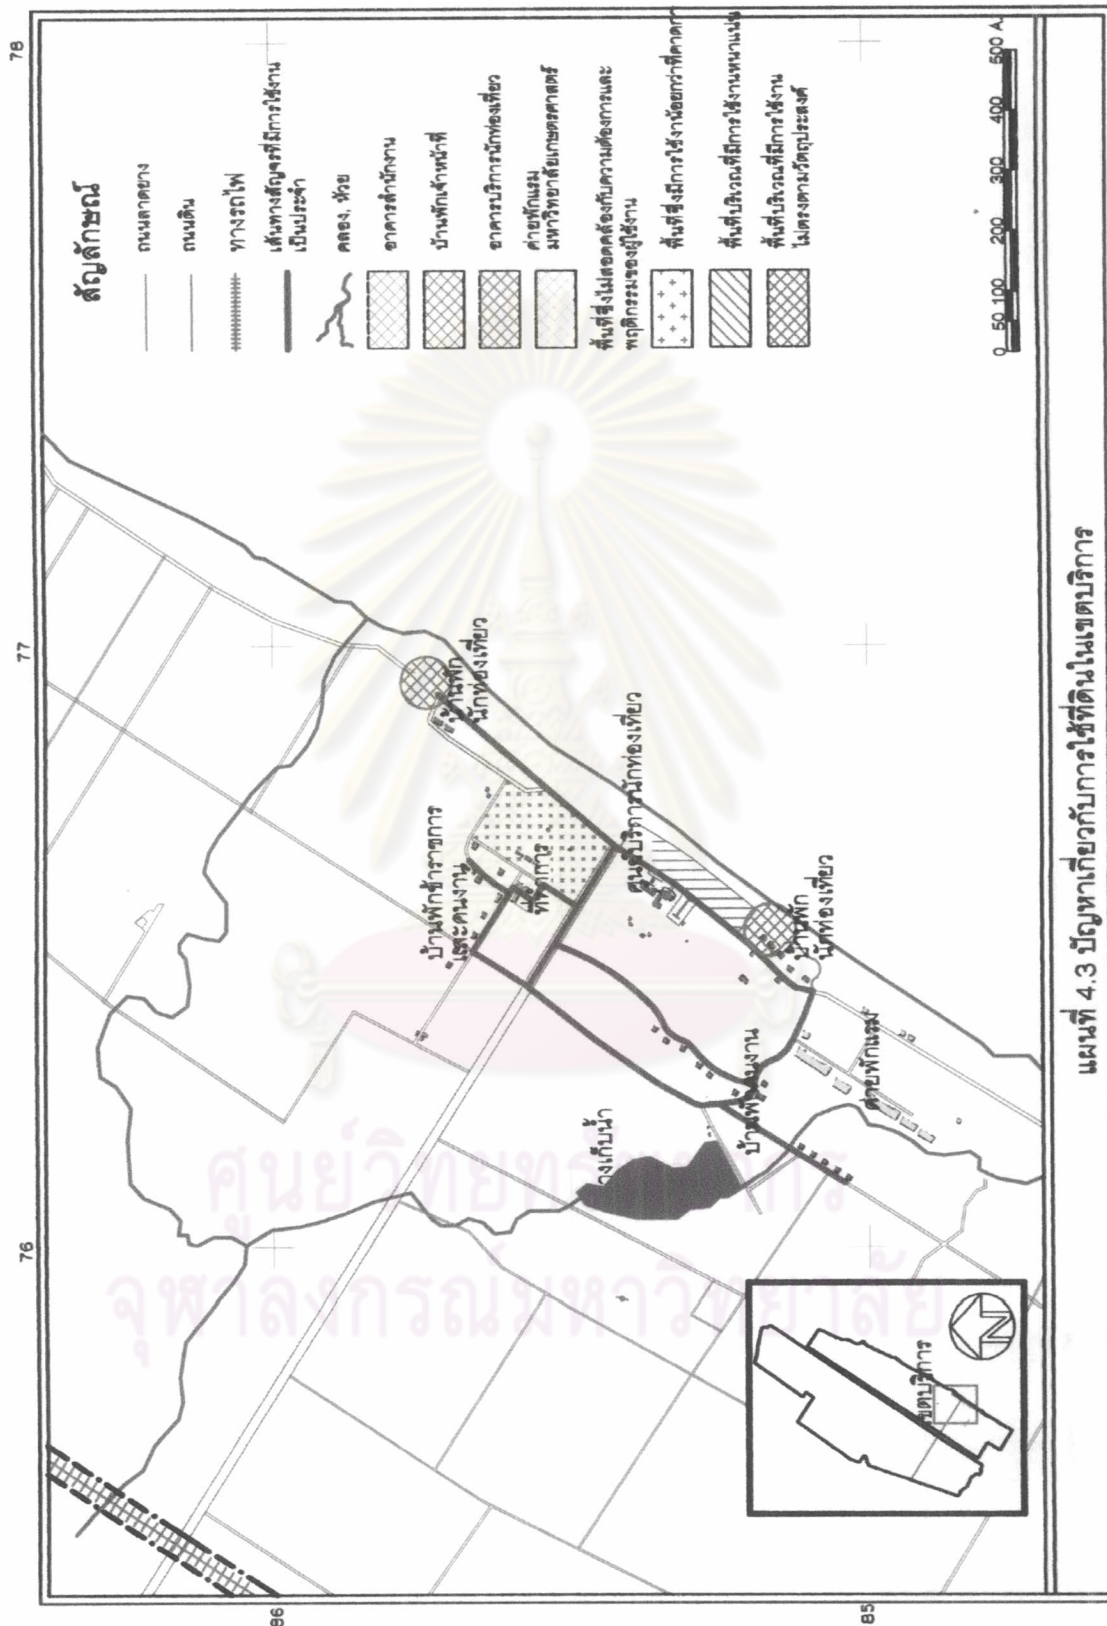 สัญลักษณ์
ถนนลาดยาง
ถนนดิน
ทางรถไฟ
เส้นทางสัญจรที่มีการใช้งาน
เป็นประจำ
คลอง, ห้วย
อาคารสำนักงาน
บ้านพักเจ้าหน้าที่
อาคารบริการนักท่องเที่ยว
ค่ายพักแรม
มหาวิทยาลัยเกษตรศาสตร์
พื้นที่ซึ่งไม่สอดคล้องกับความต้องการและ
พฤติกรรมของผู้ใช้งาน
พื้นที่ซึ่งมีการใช้งาน้อยกว่าที่คาดกา
พื้นที่บริเวณที่มีการใช้งานหนาแน่น
พื้นที่บริเวณที่มีการใช้งาน
ไม่ตรงตามวัตถุประสงค์
0 50 100 200 300 400 500 A.
76
77
78
86
85
บ้านพัก
นักท่องเที่ยว
บ้านพักข้าราชการ
และคนงาน
ที่ทำการ
ศูนย์บริการนักท่องเที่ยว
บ้านพัก
นักท่องเที่ยว
บ้านพักคนงาน
ค่ายพักแรม
างเก็บน้ำ
เขตบริการ
N
ศูนย์วิทยทรัพยากร
จุฬาลงกรณ์มหาวิทยาลัย
แผนที่ 4.3 ปัญหาเกี่ยวกับการใช้ที่ดินในเขตบริการ